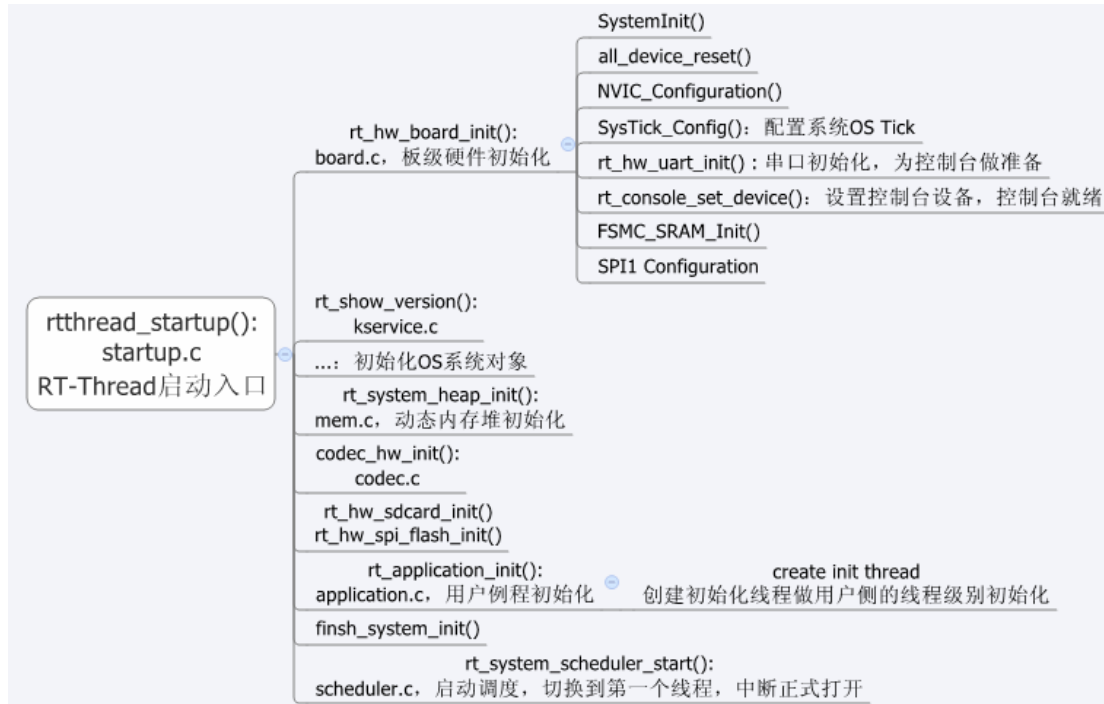 SystemInit()
all_device_reset()
NVIC_Configuration()
rt_hw_board_init():
board.c，板级硬件初始化
SysTick_Config()：配置系统OS Tick
rt_hw_uart_init()：串口初始化，为控制台做准备
rt_console_set_device()：设置控制台设备，控制台就绪
FSMC_SRAM_Init()
SPI1 Configuration
rtthread_startup():
startup.c
RT-Thread启动入口
rt_show_version():
kservice.c
...：初始化OS系统对象
rt_system_heap_init():
mem.c，动态内存堆初始化
codec_hw_init():
codec.c
rt_hw_sdcard_init()
rt_hw_spi_flash_init()
rt_application_init():
application.c，用户例程初始化
create init thread
创建初始化线程做用户侧的线程级别初始化
finsh_system_init()
rt_system_scheduler_start():
scheduler.c，启动调度，切换到第一个线程，中断正式打开